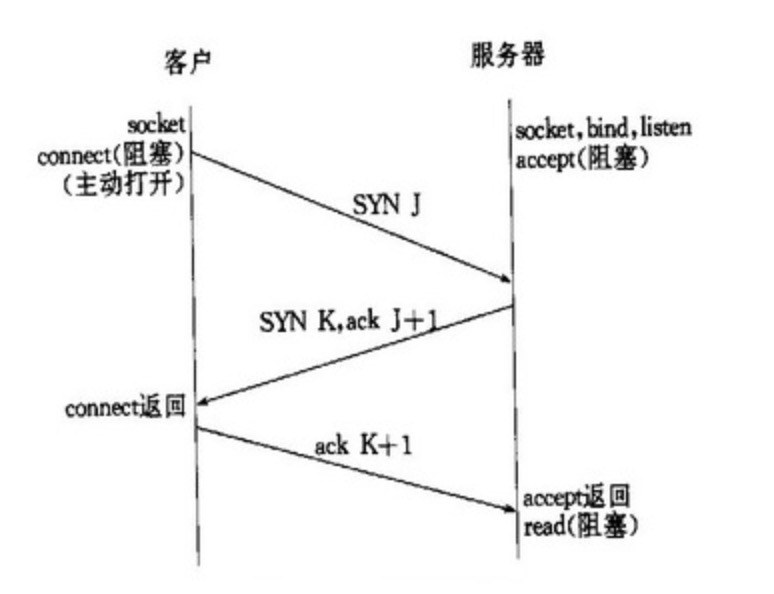 客户
服务器
socket
connect(阻塞)
(主动打开)
socket,bind,listen
accept(阻塞)
SYN J
SYN K,ack J+1
connect返回
ack K+1
accept返回
read(阻塞)